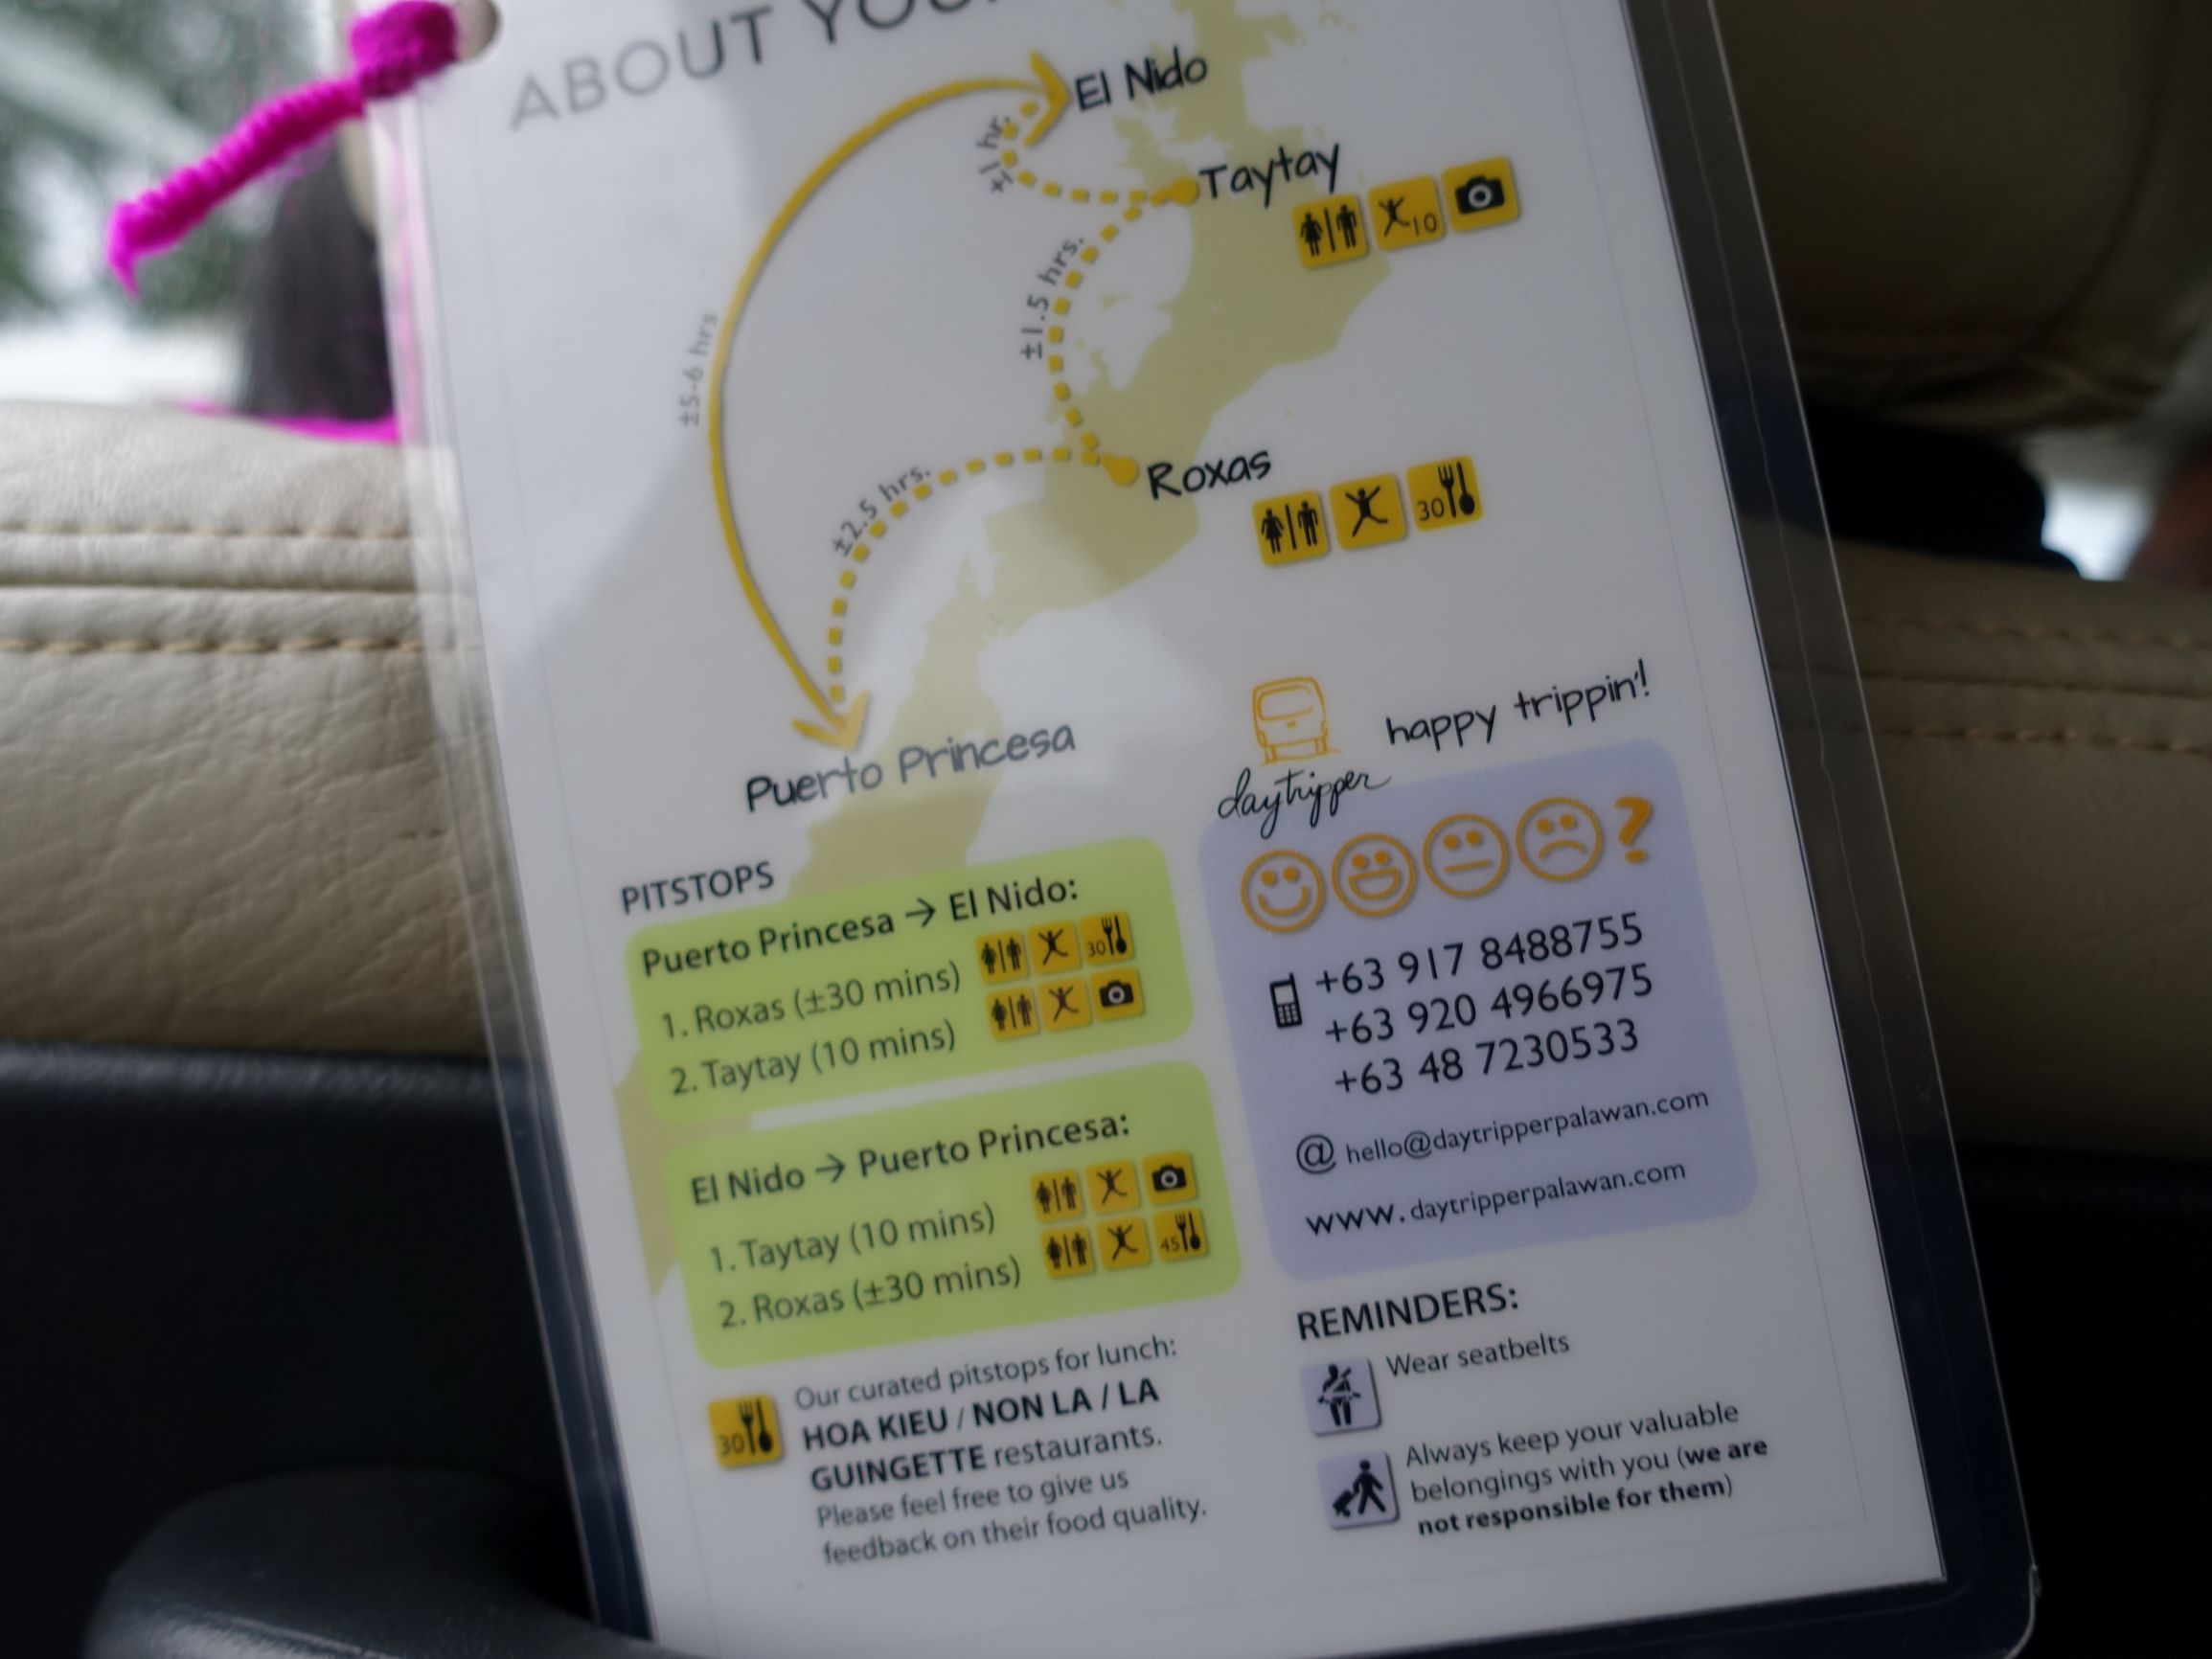 ABOUT
El Nido
±1 hr.
Taytay
10
±1.5 hrs.
±5-6 hrs
Roxas
30
±2.5 hrs.
Puerto Princesa
happy trippin'!
daytripper
PITSTOPS
Puerto Princesa → El Nido:
1. Roxas (±30 mins)
30
2. Taytay (10 mins)
El Nido → Puerto Princesa:
1. Taytay (10 mins)
2. Roxas (±30 mins)
45
30
Our curated pitstops for lunch:
HOA KIEU / NON LA / LA
GUINGETTE restaurants.
Please feel free to give us
feedback on their food quality.
?
+63 917 8488755
+63 920 4966975
+63 48 7230533
@ hello@daytripperpalawan.com
www.daytripperpalawan.com
REMINDERS:
Wear seatbelts
Always keep your valuable
belongings with you (we are
not responsible for them)